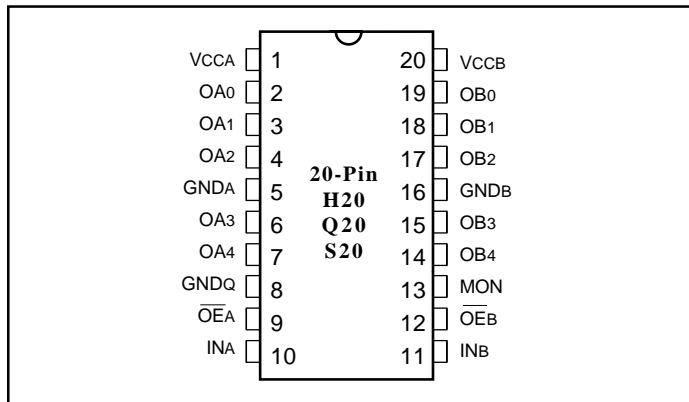 VCCA 1 20 VCCB
OA0 2 19 OB0
OA1 3 18 OB1
OA2 4 17 OB2
20-Pin
GNDA 5 16 GNDB
H20
OA3 6 15 OB3
Q20
OA4 7 14 OB4
S20
GNDQ 8 13 MON
O̅E̅A 9 12 O̅E̅B
INA 10 11 INB